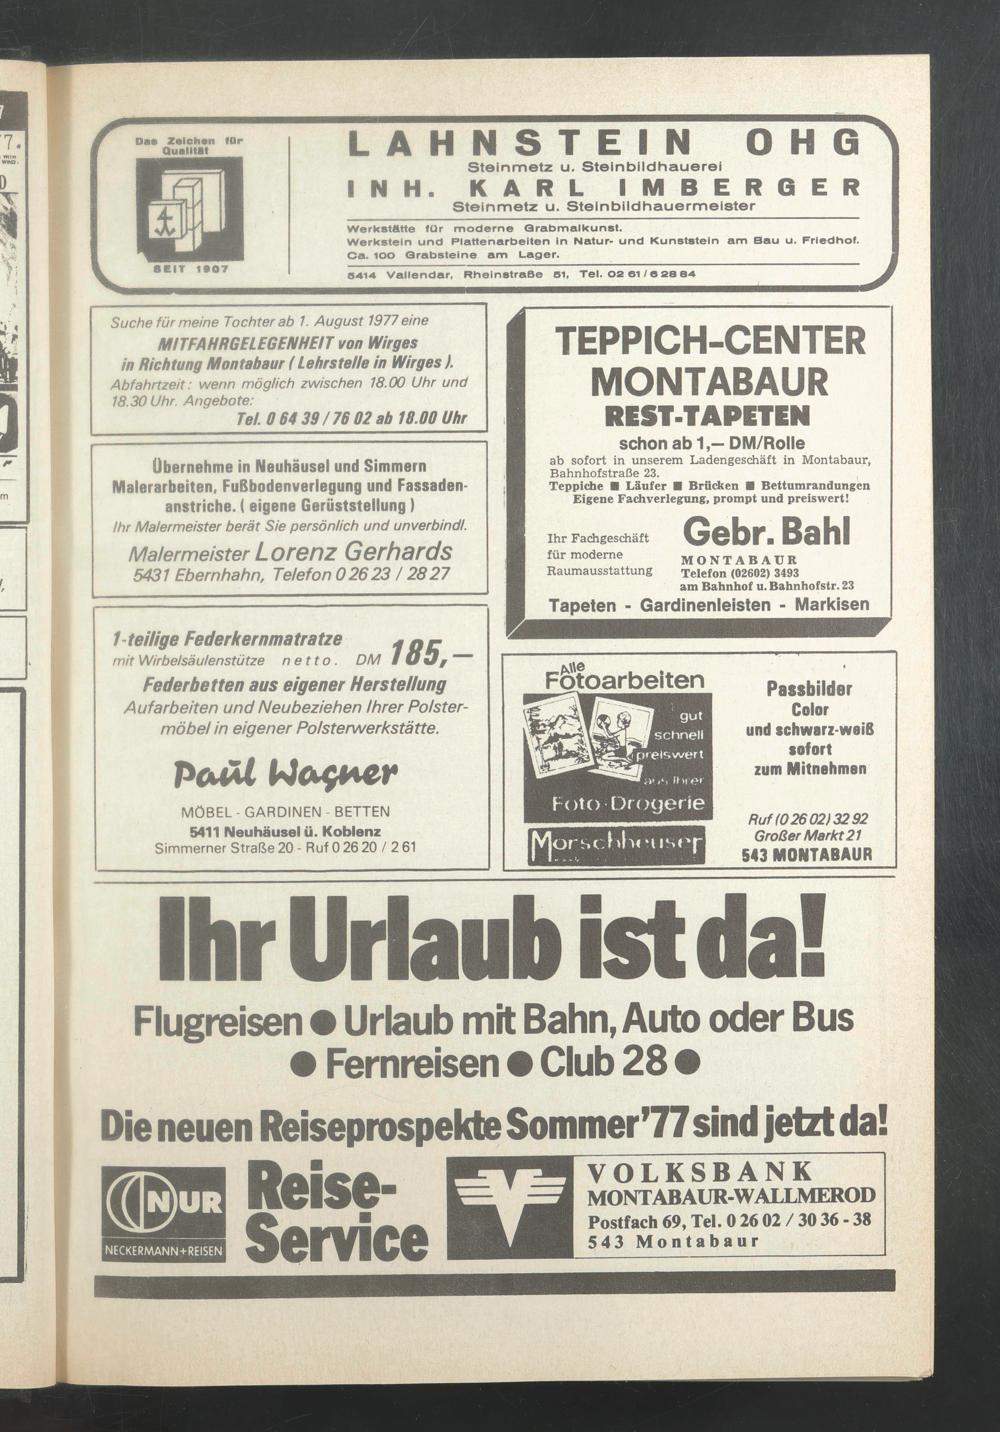 Das Zeichen für
Qualität
SEIT 1907
LAHNSTEIN OHG
Steinmetz u. Steinbildhauerei
INH. KARL IMBERGER
Steinmetz u. Steinbildhauermeister
Werkstätte für moderne Grabmalkunst.
Werkstein und Plattenarbeiten in Natur- und Kunststein am Bau u. Friedhof.
Ca. 100 Grabsteine am Lager.
5414 Vallendar, Rheinstraße 51, Tel. 02 61 / 6 28 84
Suche für meine Tochter ab 1. August 1977 eine
MITFAHRGELEGENHEIT von Wirges
in Richtung Montabaur ( Lehrstelle in Wirges ).
Abfahrtzeit : wenn möglich zwischen 18.00 Uhr und
18.30 Uhr. Angebote:
Tel. 0 64 39 / 76 02 ab 18.00 Uhr
Übernehme in Neuhäusel und Simmern
Malerarbeiten, Fußbodenverlegung und Fassaden-
anstriche. ( eigene Gerüststellung )
Ihr Malermeister berät Sie persönlich und unverbindl.
Malermeister Lorenz Gerhards
5431 Ebernhahn, Telefon 0 26 23 / 28 27
1-teilige Federkernmatratze
mit Wirbelsäulenstütze netto. DM 185,—
Federbetten aus eigener Herstellung
Aufarbeiten und Neubeziehen Ihrer Polster-
möbel in eigener Polsterwerkstätte.
Paul Wagner
MÖBEL - GARDINEN - BETTEN
5411 Neuhäusel ü. Koblenz
Simmerner Straße 20 - Ruf 0 26 20 / 2 61
TEPPICH-CENTER
MONTABAUR
REST-TAPETEN
schon ab 1,— DM/Rolle
ab sofort in unserem Ladengeschäft in Montabaur,
Bahnhofstraße 23.
Teppiche ■ Läufer ■ Brücken ■ Bettumrandungen
Eigene Fachverlegung, prompt und preiswert!
Ihr Fachgeschäft
für moderne
Raumausstattung
Gebr. Bahl
MONTABAUR
Telefon (02602) 3493
am Bahnhof u. Bahnhofstr. 23
Tapeten - Gardinenleisten - Markisen
Alle
Fotoarbeiten
gut
schnell
preiswert
aus Ihrer
Foto-Drogerie
Morschheuser
Passbilder
Color
und schwarz-weiß
sofort
zum Mitnehmen
Ruf (0 26 02) 32 92
Großer Markt 21
543 MONTABAUR
Ihr Urlaub ist da!
Flugreisen ● Urlaub mit Bahn, Auto oder Bus
● Fernreisen ● Club 28 ●
Die neuen Reiseprospekte Sommer '77 sind jetzt da!
NUR
NECKERMANN+REISEN
Reise-
Service
VOLKSBANK
MONTABAUR-WALLMEROD
Postfach 69, Tel. 0 26 02 / 30 36 - 38
543 Montabaur